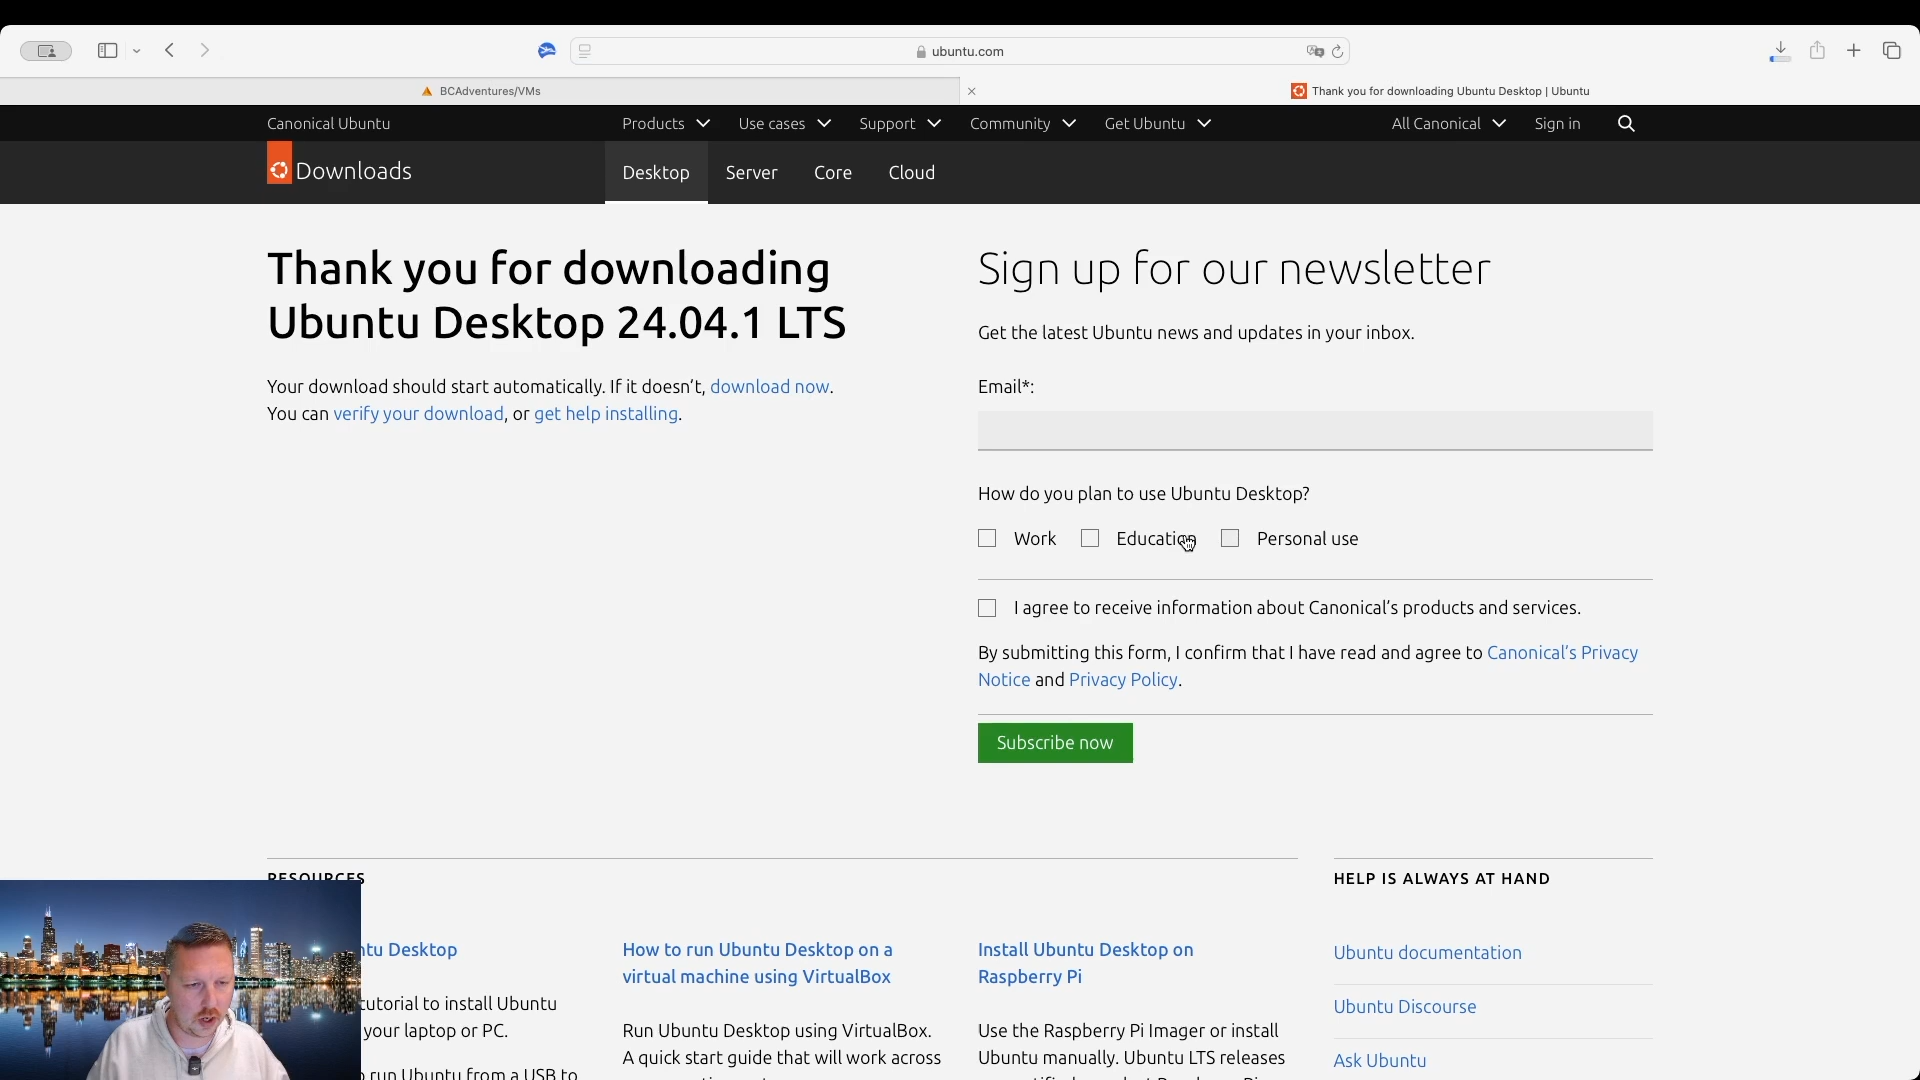 ubuntu.com
BCAdventures/VMs
Thank you for downloading Ubuntu Desktop | Ubuntu
Canonical Ubuntu
Products
Use cases
Support
Community
Get Ubuntu
All Canonical
Sign in
Downloads
Desktop
Server
Core
Cloud
Thank you for downloading
Ubuntu Desktop 24.04.1 LTS
Your download should start automatically. If it doesn't, download now.
You can verify your download, or get help installing.
Sign up for our newsletter
Get the latest Ubuntu news and updates in your inbox.
Email*:
How do you plan to use Ubuntu Desktop?
Work
Education
Personal use
I agree to receive information about Canonical's products and services.
By submitting this form, I confirm that I have read and agree to Canonical's Privacy
Notice and Privacy Policy.
Subscribe now
RESOURCES
Desktop
tutorial to install Ubuntu
your laptop or PC.
run Ubuntu from a USB to
How to run Ubuntu Desktop on a
virtual machine using VirtualBox
Run Ubuntu Desktop using VirtualBox.
A quick start guide that will work across
Install Ubuntu Desktop on
Raspberry Pi
Use the Raspberry Pi Imager or install
Ubuntu manually. Ubuntu LTS releases
HELP IS ALWAYS AT HAND
Ubuntu documentation
Ubuntu Discourse
Ask Ubuntu